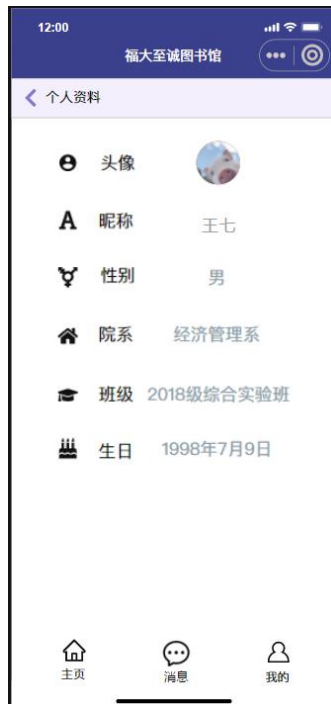 12:00
福大至诚图书馆
个人资料
头像
昵称 王七
性别 男
院系 经济管理系
班级 2018级综合实验班
生日 1998年7月9日
主页 消息 我的